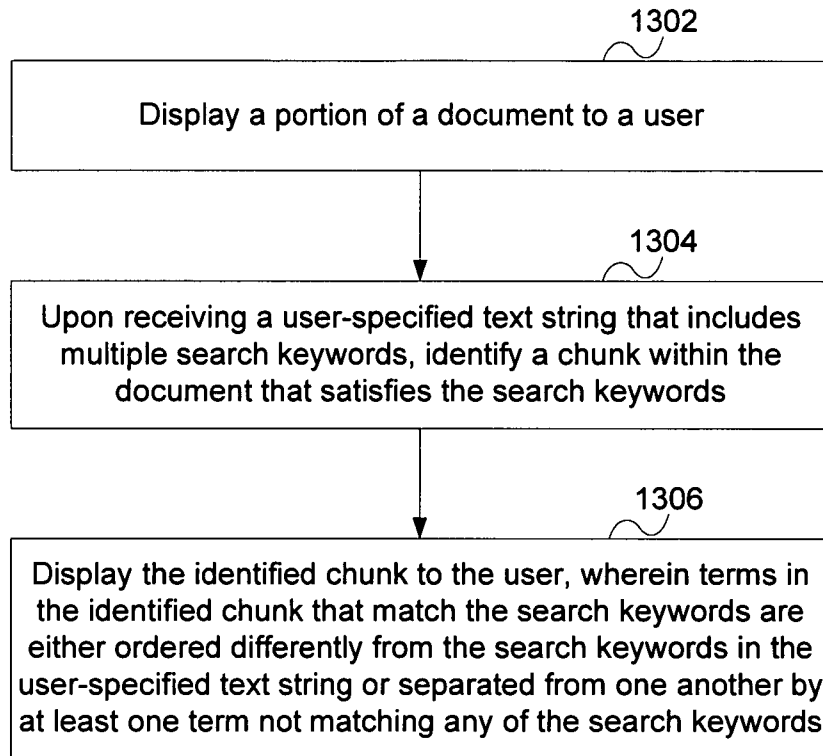 1302
Display a portion of a document to a user
1304
Upon receiving a user-specified text string that includes
multiple search keywords, identify a chunk within the
document that satisfies the search keywords
1306
Display the identified chunk to the user, wherein terms in
the identified chunk that match the search keywords are
either ordered differently from the search keywords in the
user-specified text string or separated from one another by
at least one term not matching any of the search keywords